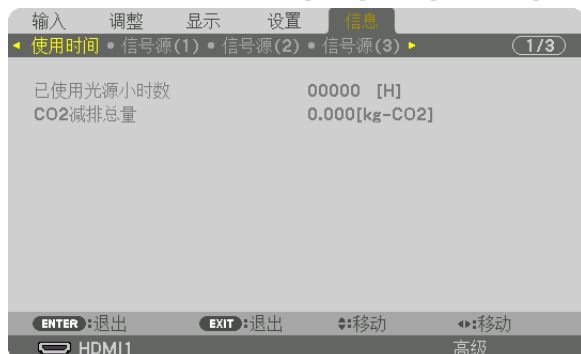 输入 调整 显示 设置 信息
使用时间 • 信号源(1) • 信号源(2) • 信号源(3) 1/3
已使用光源小时数 00000 [H]
CO2减排总量 0.000[kg-CO2]
ENTER:退出 EXIT:退出 :移动 :移动
HDMI1 高级